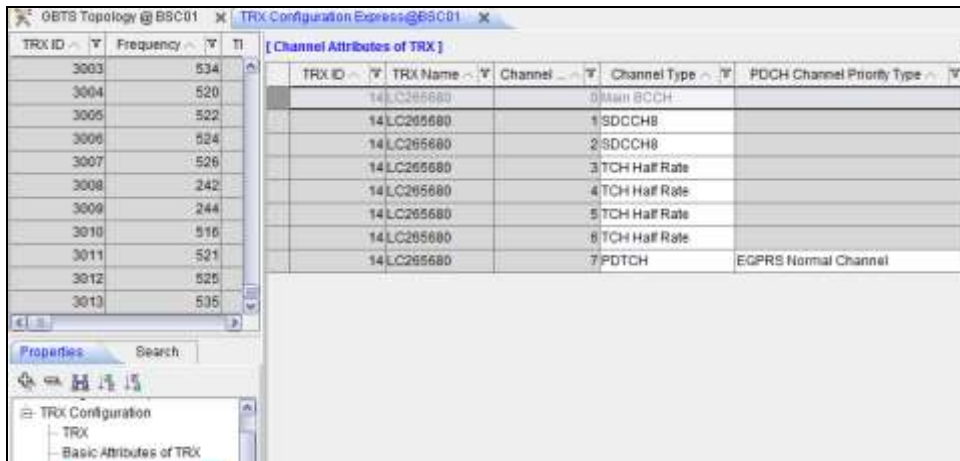 GBTS Topology @ BSC01 TRX Configuration Express@BSC01
TRX ID Frequency TI
3003 534
3004 520
3005 522
3006 524
3007 526
3008 242
3009 244
3010 516
3011 521
3012 525
3013 535
[ Channel Attributes of TRX ]
TRX ID TRX Name Channel ... Channel Type PDCH Channel Priority Type
14 LC265680 0 Main BCCH
14 LC265680 1 SDCCH8
14 LC265680 2 SDCCH8
14 LC265680 3 TCH Half Rate
14 LC265680 4 TCH Half Rate
14 LC265680 5 TCH Half Rate
14 LC265680 6 TCH Half Rate
14 LC265680 7 PDTCH EGPRS Normal Channel
Properties Search
TRX Configuration
TRX
Basic Attributes of TRX